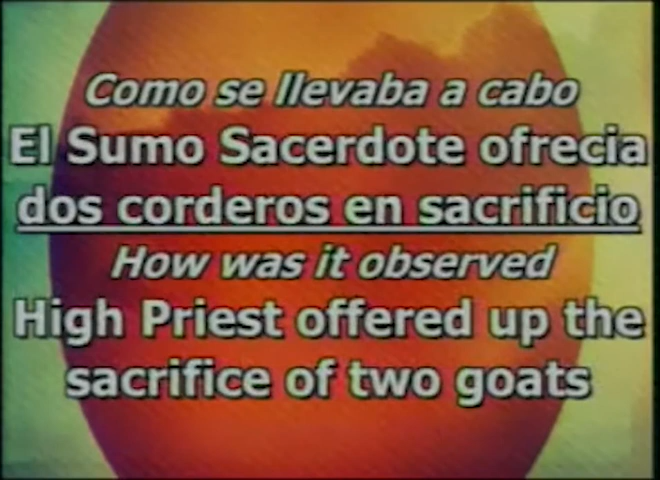 Como se llevaba a cabo
El Sumo Sacerdote ofrecia
dos corderos en sacrificio
How was it observed
High Priest offered up the
sacrifice of two goats